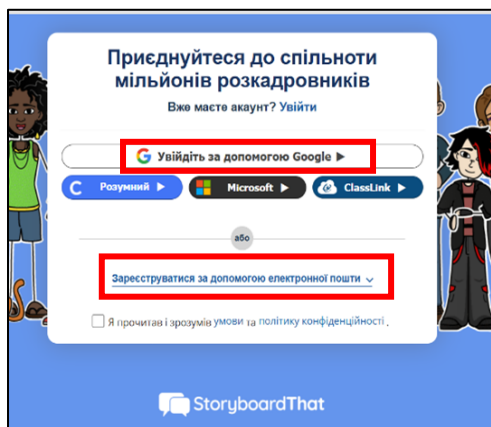 Приєднуйтеся до спільноти
мільйонів розкадровників
Вже маєте акаунт? Увійти
Увійдіть за допомогою Google
Розумний
Microsoft
ClassLink
або
Зареєструватися за допомогою електронної пошти
Я прочитав і зрозумів умови та політику конфіденційності .
StoryboardThat